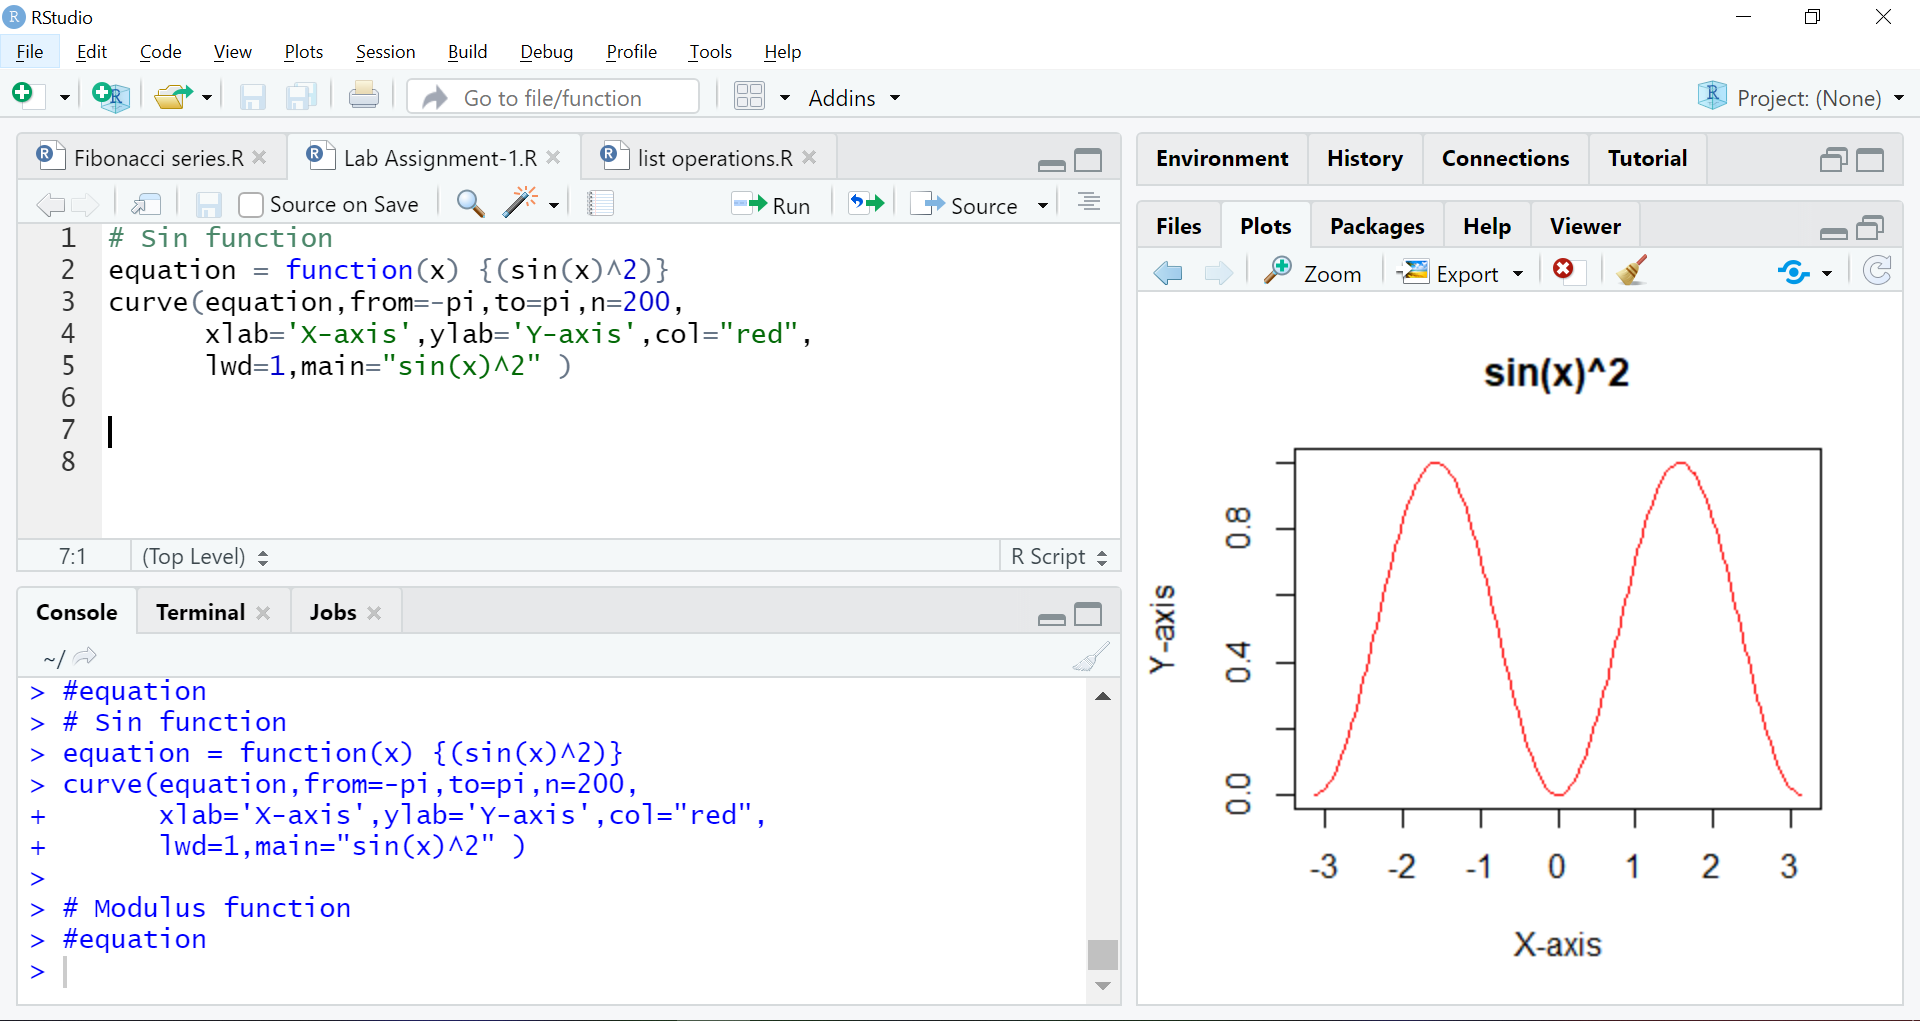 RStudio
File Edit Code View Plots Session Build Debug Profile Tools Help
Go to file/function Addins Project: (None)
Fibonacci series.R Lab Assignment-1.R list operations.R
Source on Save Run Source
1 # Sin function
2 equation = function(x) {(sin(x)^2)}
3 curve(equation,from=-pi,to=pi,n=200,
4 xlab='X-axis',ylab='Y-axis',col="red",
5 lwd=1,main="sin(x)^2" )
6
7
8
7:1 (Top Level) R Script
Console Terminal Jobs
~/
> #equation
> # Sin function
> equation = function(x) {(sin(x)^2)}
> curve(equation,from=-pi,to=pi,n=200,
+ xlab='X-axis',ylab='Y-axis',col="red",
+ lwd=1,main="sin(x)^2" )
>
> # Modulus function
> #equation
>
Environment History Connections Tutorial
Files Plots Packages Help Viewer
Zoom Export
sin(x)^2
Y-axis
0.8
0.4
0.0
-3 -2 -1 0 1 2 3
X-axis